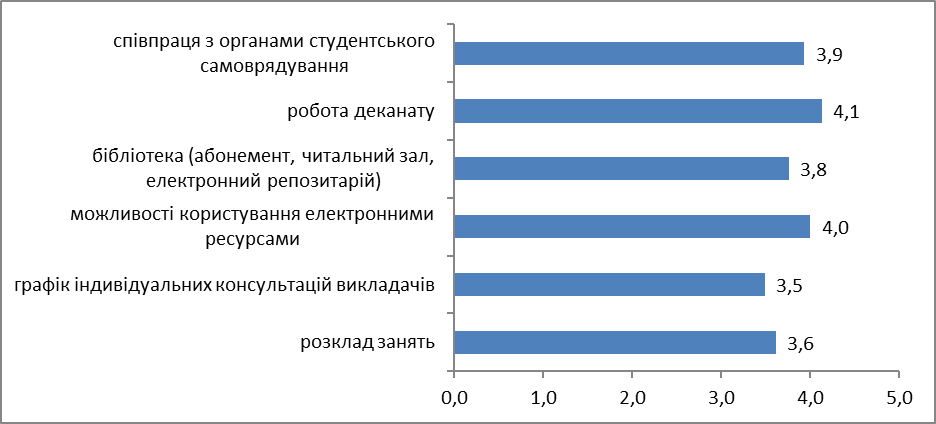 співпраця з органами студентського
самоврядування
3,9
робота деканату
4,1
бібліотека (абонемент, читальний зал,
електронний репозитарій)
3,8
можливості користування електронними
ресурсами
4,0
графік індивідуальних консультацій викладачів
3,5
розклад занять
3,6
0,0 1,0 2,0 3,0 4,0 5,0